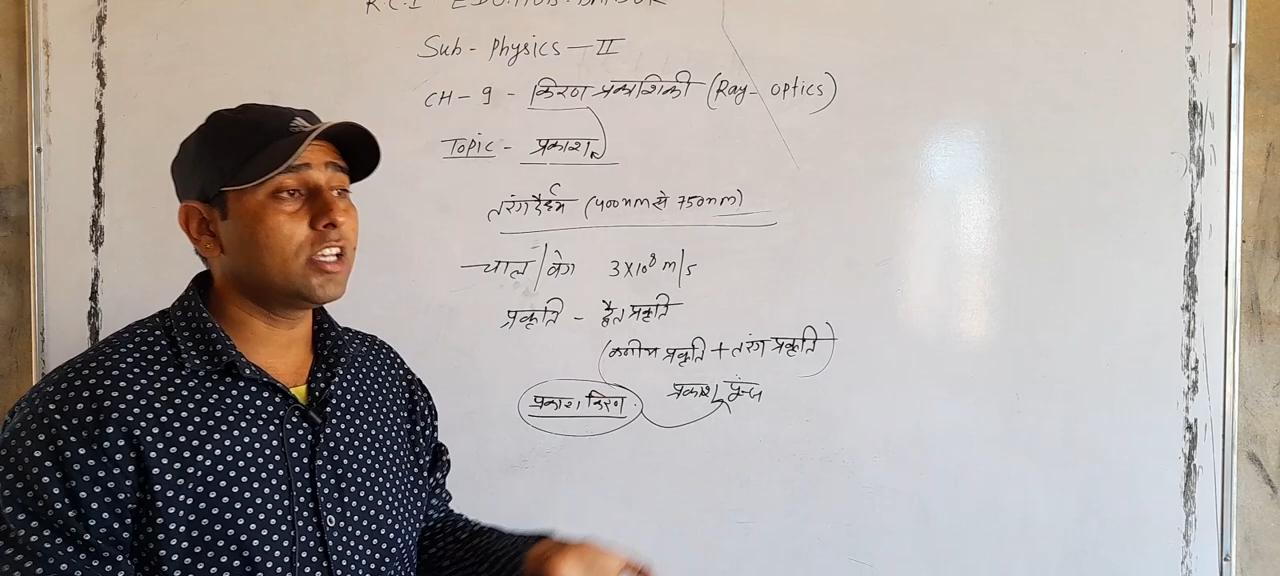 Sub - Physics - II
CH - 9 - किरण प्रकाशिकी (Ray - optics)
Topic - प्रकाश
तरंगदैर्ध्य (400nm से 750nm)
चाल / वेग 3×10⁸ m/s
प्रकृति - द्वैत प्रकृति
(कणीय प्रकृति + तरंग प्रकृति)
प्रकाश किरण प्रकाश पुंज